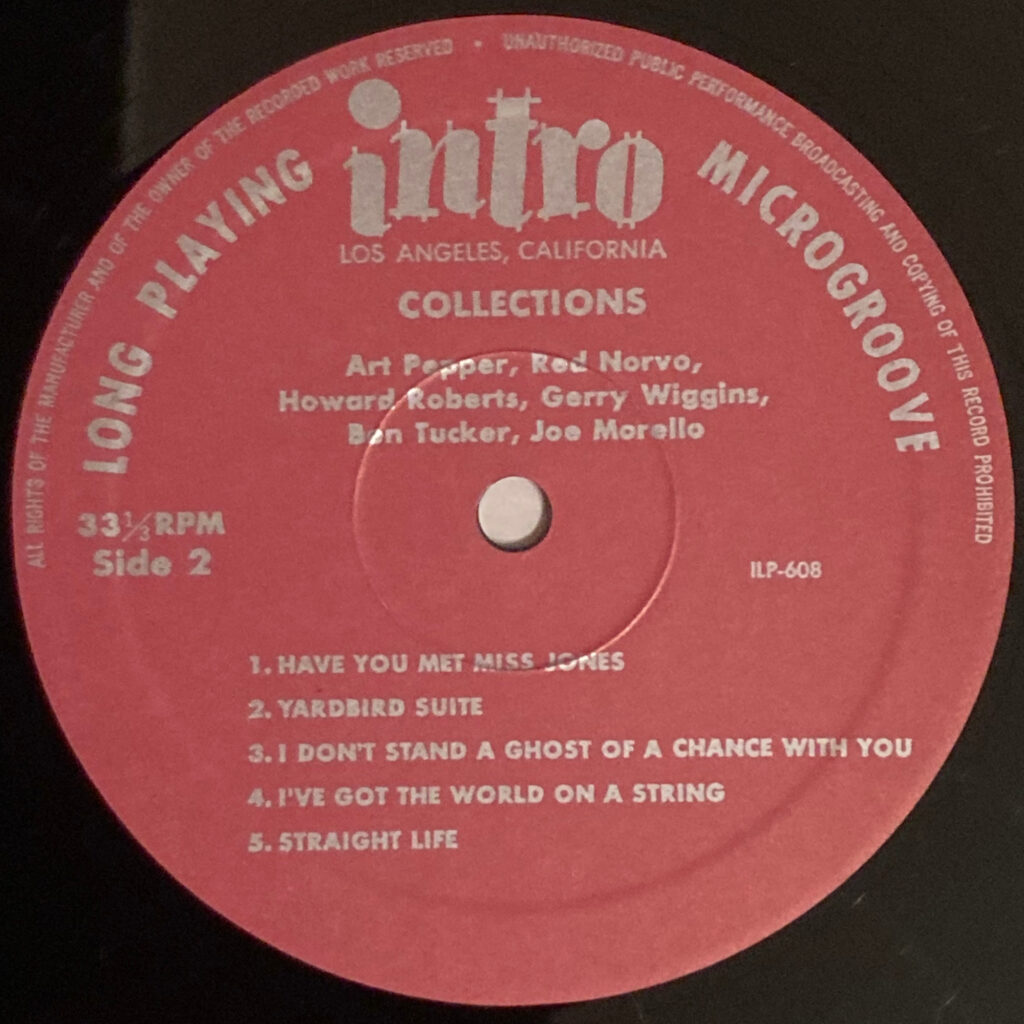 ALL RIGHTS OF THE MANUFACTURER AND OF THE OWNER OF THE RECORDED WORK RESERVED • UNAUTHORIZED PUBLIC PERFORMANCE BROADCASTING AND COPYING OF THIS RECORD PROHIBITED
LONG PLAYING
intro
MICROGROOVE
LOS ANGELES, CALIFORNIA
COLLECTIONS
Art Pepper, Red Norvo,
Howard Roberts, Gerry Wiggins,
Ben Tucker, Joe Morello
33⅓ RPM
Side 2
ILP-608
1. HAVE YOU MET MISS JONES
2. YARDBIRD SUITE
3. I DON'T STAND A GHOST OF A CHANCE WITH YOU
4. I'VE GOT THE WORLD ON A STRING
5. STRAIGHT LIFE